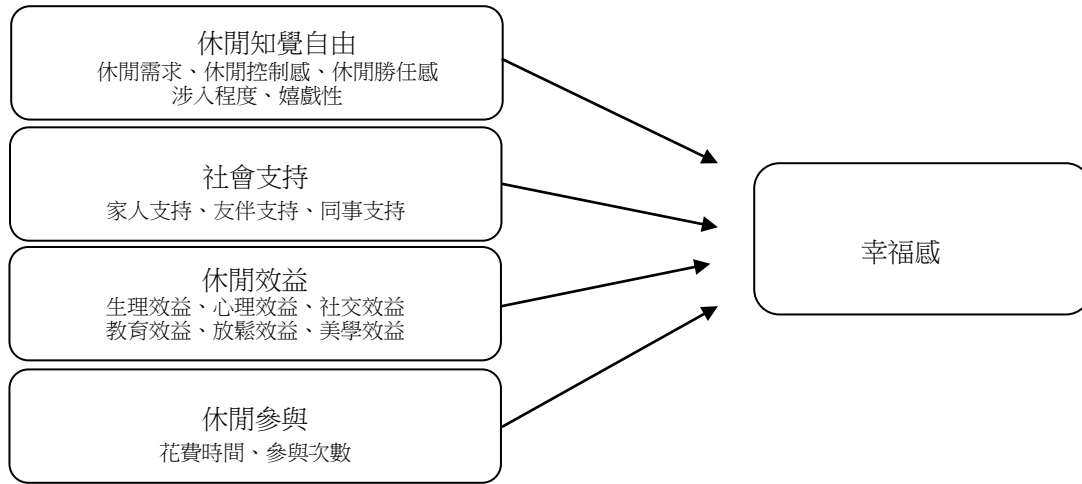 休閒知覺自由
休閒需求、休閒控制感、休閒勝任感
涉入程度、嬉戲性
社會支持
家人支持、友伴支持、同事支持
休閒效益
生理效益、心理效益、社交效益
教育效益、放鬆效益、美學效益
休閒參與
花費時間、參與次數
幸福感